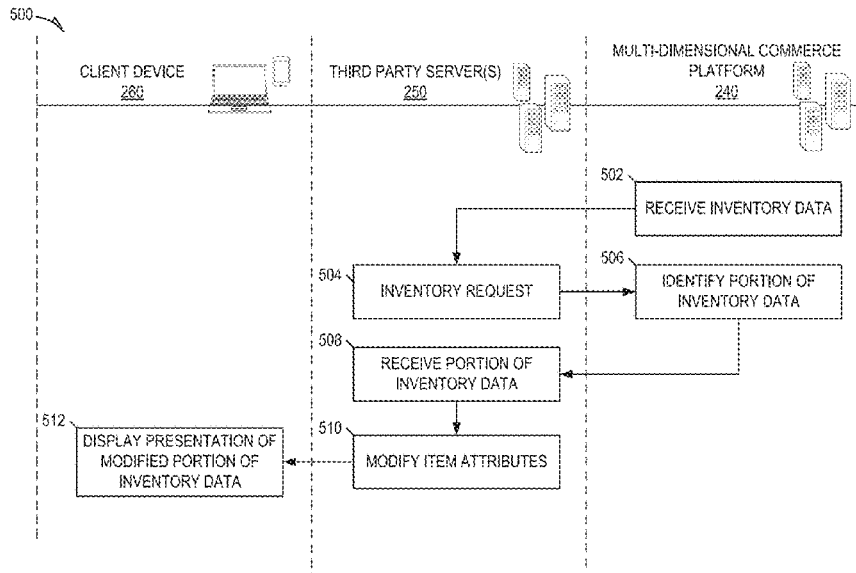 500
CLIENT DEVICE
260
THIRD PARTY SERVER(S)
250
MULTI-DIMENSIONAL COMMERCE
PLATFORM
240
502
RECEIVE INVENTORY DATA
504
INVENTORY REQUEST
506
IDENTIFY PORTION OF
INVENTORY DATA
508
RECEIVE PORTION OF
INVENTORY DATA
510
MODIFY ITEM ATTRIBUTES
512
DISPLAY PRESENTATION OF
MODIFIED PORTION OF
INVENTORY DATA